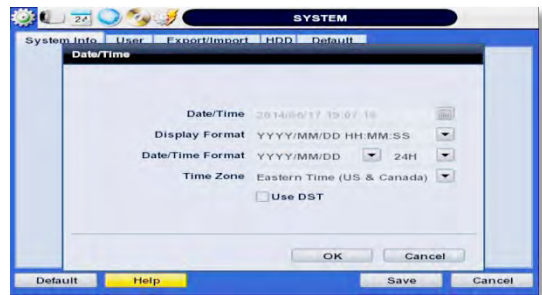 24
SYSTEM
System Info User Export/Import HDD Default
Date/Time
Date/Time 2014/06/17 19:07:16
Display Format YYYY/MM/DD HH:MM:SS
Date/Time Format YYYY/MM/DD 24H
Time Zone Eastern Time (US & Canada)
Use DST
OK Cancel
Default Help Save Cancel